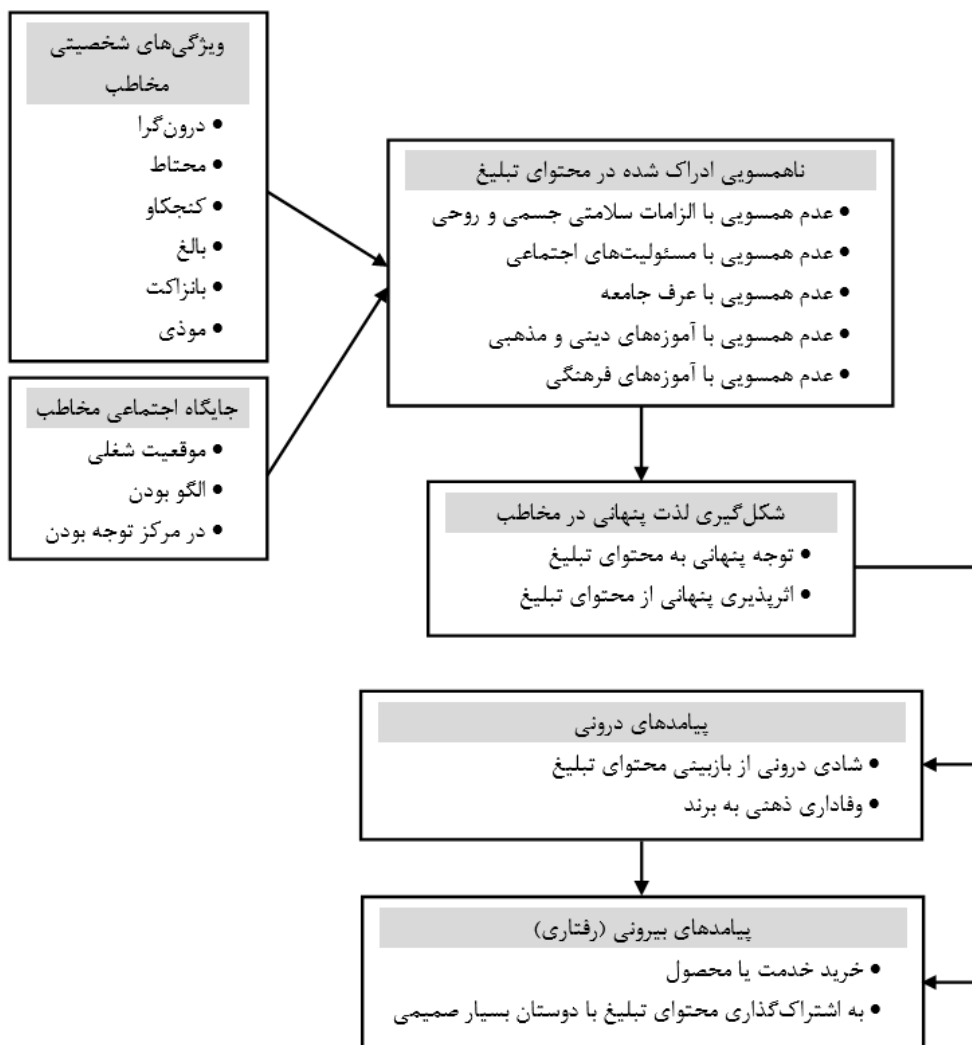 ویژگی‌های شخصیتی
مخاطب
• درون‌گرا
• محتاط
• کنجکاو
• بالغ
• بانزاکت
• موذی
جایگاه اجتماعی مخاطب
• موقعیت شغلی
• الگو بودن
• در مرکز توجه بودن
ناهمسویی ادراک شده در محتوای تبلیغ
• عدم همسویی با الزامات سلامتی جسمی و روحی
• عدم همسویی با مسئولیت‌های اجتماعی
• عدم همسویی با عرف جامعه
• عدم همسویی با آموزه‌های دینی و مذهبی
• عدم همسویی با آموزه‌های فرهنگی
شکل‌گیری لذت پنهانی در مخاطب
• توجه پنهانی به محتوای تبلیغ
• اثرپذیری پنهانی از محتوای تبلیغ
پیامدهای درونی
• شادی درونی از بازبینی محتوای تبلیغ
• وفاداری ذهنی به برند
پیامدهای بیرونی (رفتاری)
• خرید خدمت یا محصول
• به اشتراک‌گذاری محتوای تبلیغ با دوستان بسیار صمیمی